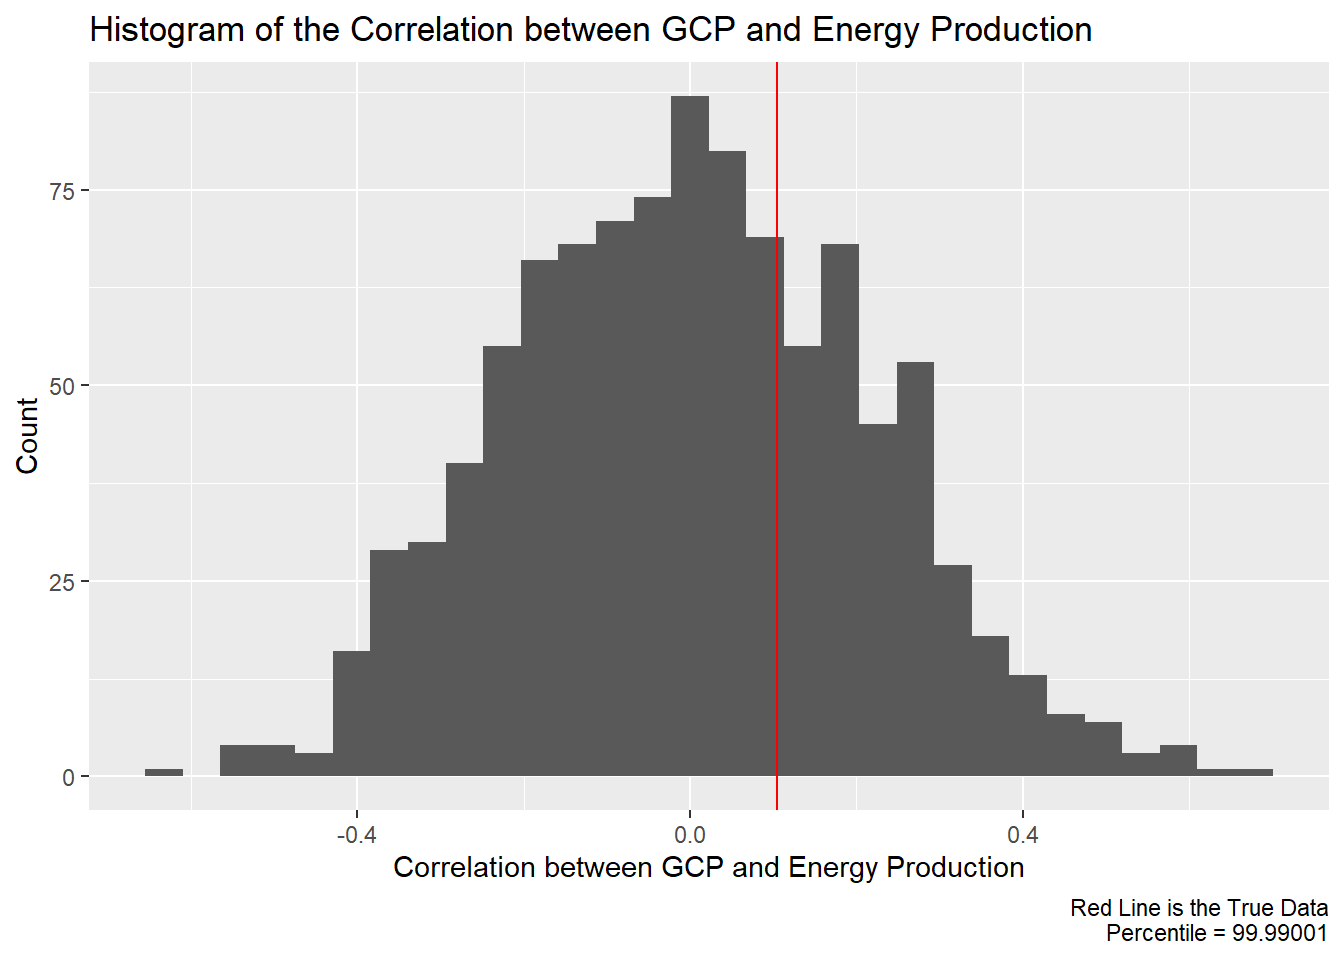 Histogram of the Correlation between GCP and Energy Production
75
50
25
0
Count
-0.4
0.0
0.4
Correlation between GCP and Energy Production
Red Line is the True Data
Percentile = 99.99001